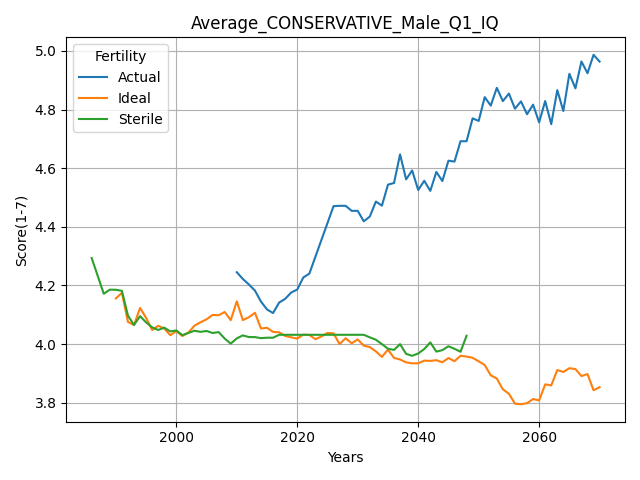 Average_CONSERVATIVE_Male_Q1_IQ
Fertility
Actual
Ideal
Sterile
Score(1-7)
5.0
4.8
4.6
4.4
4.2
4.0
3.8
2000 2020 2040 2060
Years